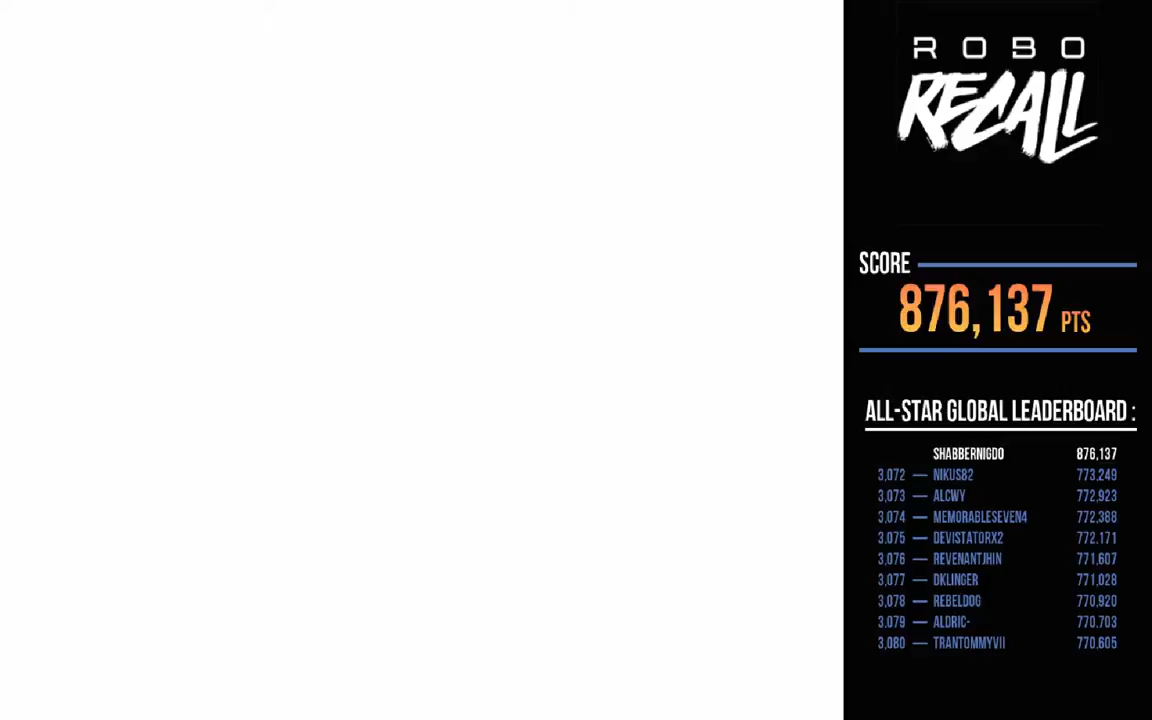 ROBO
RECALL
SCORE
876,137 PTS
ALL-STAR GLOBAL LEADERBOARD :
SHABBERNIGDO 876,137
3,072 — NIKUS82 773,249
3,073 — ALCWY 772,923
3,074 — MEMORABLESEVEN4 772,388
3,075 — DEVISTATORX2 772,171
3,076 — REVENANTJHIN 771,607
3,077 — DKLINGER 771,028
3,078 — REBELDOG 770,920
3,079 — ALDRIC- 770,703
3,080 — TRANTOMMYVII 770,605